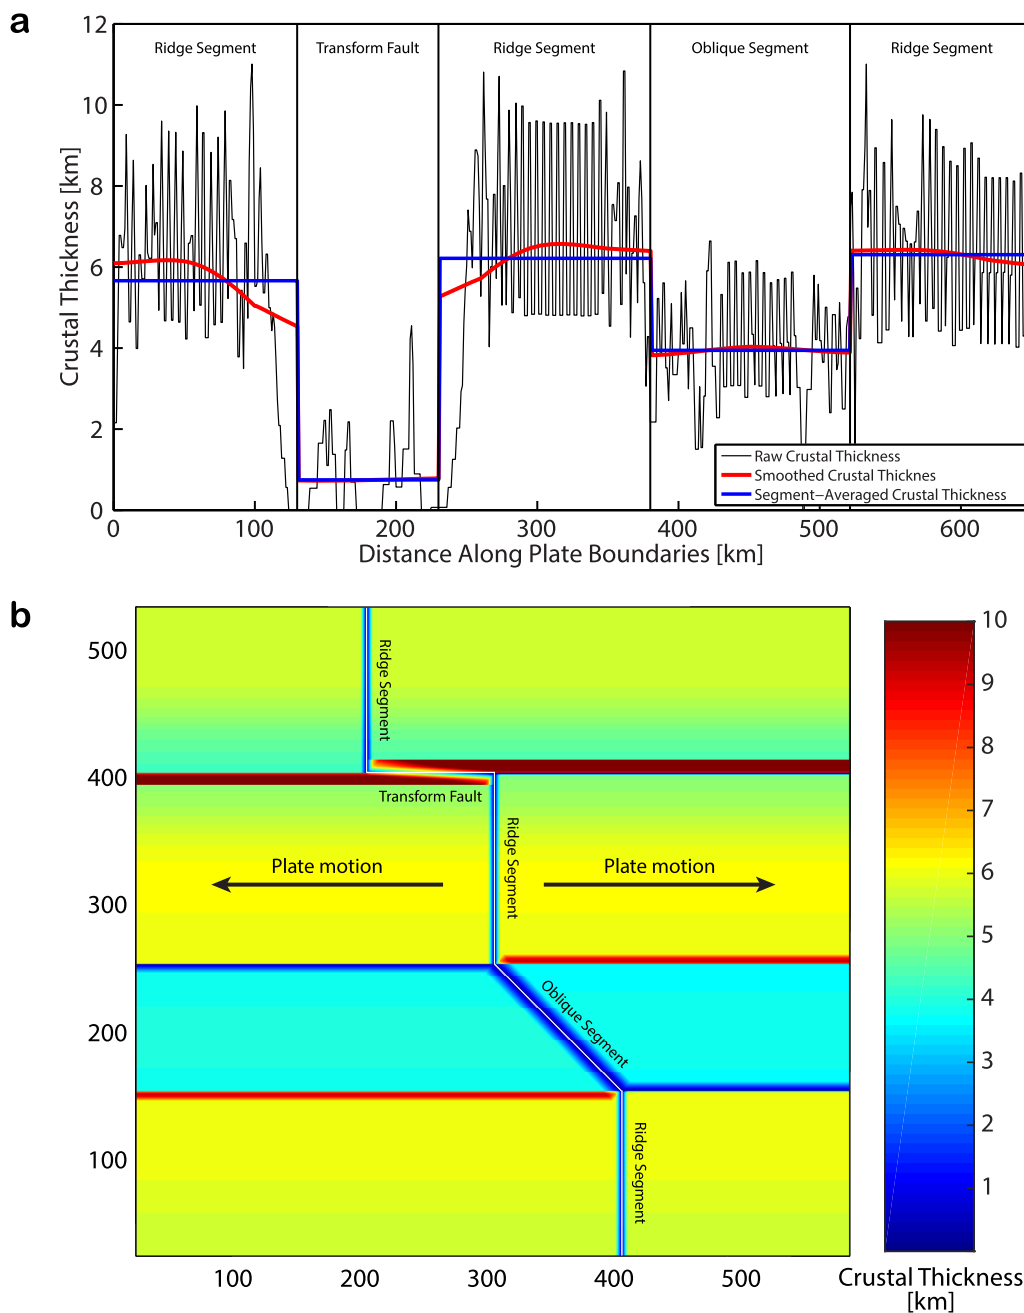 a
12
10
8
6
4
2
0
Crustal Thickness [km]
Ridge Segment
Transform Fault
Ridge Segment
Oblique Segment
Ridge Segment
Raw Crustal Thickness
Smoothed Crustal Thicknes
Segment−Averaged Crustal Thickness
0 100 200 300 400 500 600
Distance Along Plate Boundaries [km]
b
500
400
300
200
100
Ridge Segment
Transform Fault
Ridge Segment
Plate motion
Plate motion
Oblique Segment
Ridge Segment
100 200 300 400 500
10
9
8
7
6
5
4
3
2
1
Crustal Thickness
[km]